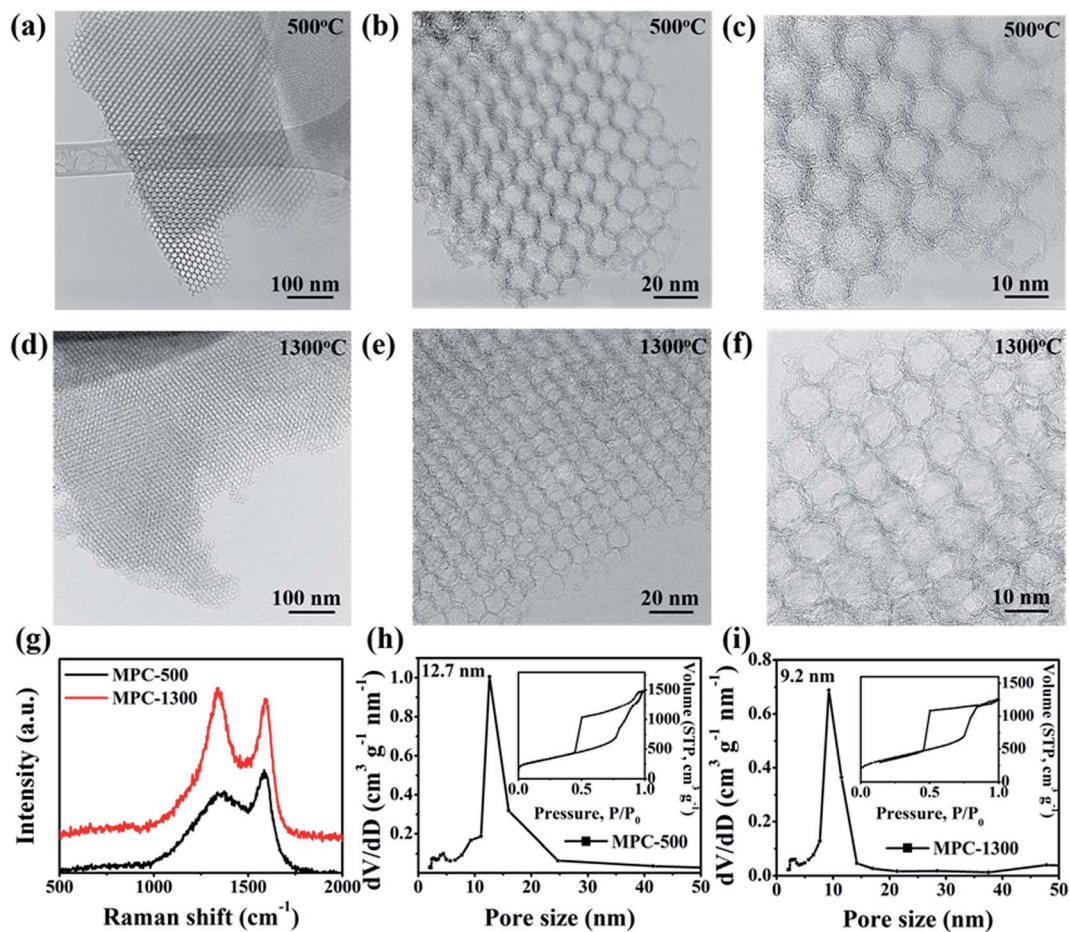 (a)
500°C
100 nm
(b)
500°C
20 nm
(c)
500°C
10 nm
(d)
1300°C
100 nm
(e)
1300°C
20 nm
(f)
1300°C
10 nm
(g)
MPC-500
MPC-1300
Intensity (a.u.)
500 1000 1500 2000
Raman shift (cm⁻¹)
(h)
12.7 nm
dV/dD (cm³ g⁻¹ nm⁻¹)
1.0
0.8
0.6
0.4
0.2
0 10 20 30 40 50
Pore size (nm)
1500
1000
500
0
Volume (STP, cm³ g⁻¹)
0.0 0.5 1.0
Pressure, P/P₀
MPC-500
(i)
9.2 nm
dV/dD (cm³ g⁻¹ nm⁻¹)
0.8
0.6
0.4
0.2
0.0
0 10 20 30 40 50
Pore size (nm)
1500
1000
500
0
Volume (STP, cm³ g⁻¹)
0.0 0.5 1.0
Pressure, P/P₀
MPC-1300